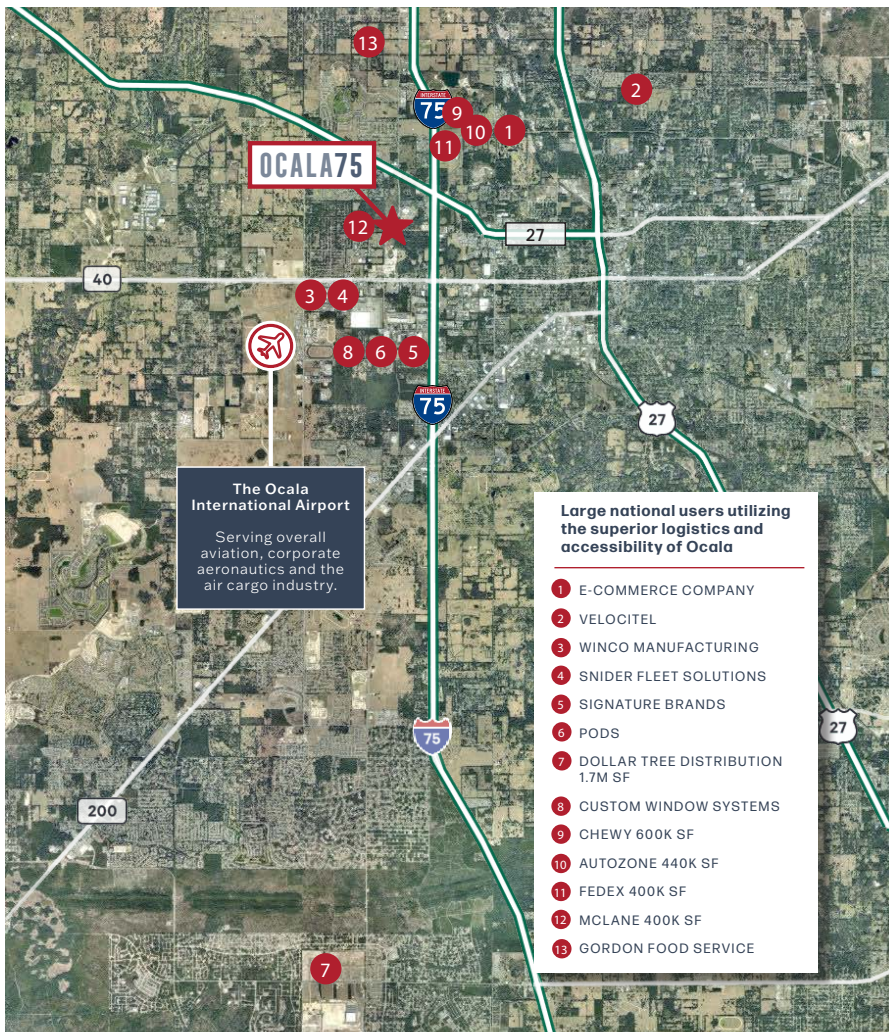 13
2
INTERSTATE
75
9
10
1
11
OCALA75
12
27
40
3
4
8
6
5
INTERSTATE
75
27
The Ocala
International Airport
Serving overall
aviation, corporate
aeronautics and the
air cargo industry.
Large national users utilizing
the superior logistics and
accessibility of Ocala
1 E-COMMERCE COMPANY
2 VELOCITEL
3 WINCO MANUFACTURING
4 SNIDER FLEET SOLUTIONS
5 SIGNATURE BRANDS
6 PODS
7 DOLLAR TREE DISTRIBUTION
1.7M SF
8 CUSTOM WINDOW SYSTEMS
9 CHEWY 600K SF
10 AUTOZONE 440K SF
11 FEDEX 400K SF
12 MCLANE 400K SF
13 GORDON FOOD SERVICE
75
27
200
7